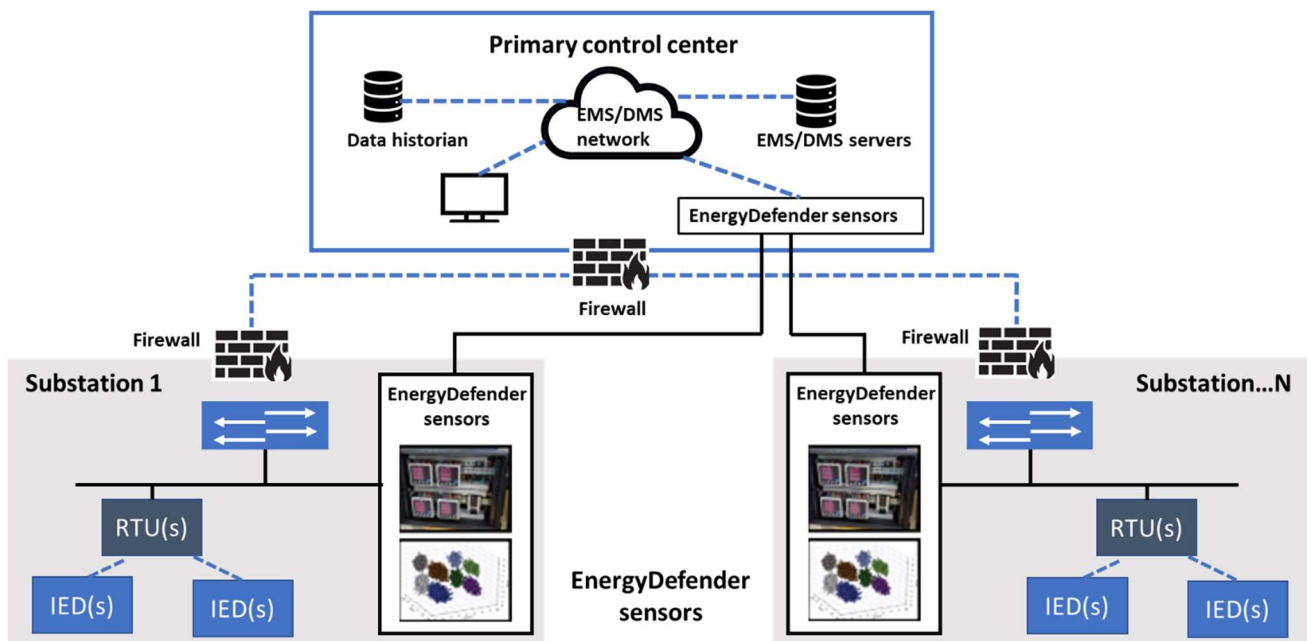 Primary control center
Data historian
EMS/DMS
network
EMS/DMS servers
EnergyDefender sensors
Firewall
Firewall
Firewall
Substation 1
EnergyDefender
sensors
RTU(s)
IED(s)
IED(s)
EnergyDefender
sensors
Substation...N
EnergyDefender
sensors
RTU(s)
IED(s)
IED(s)